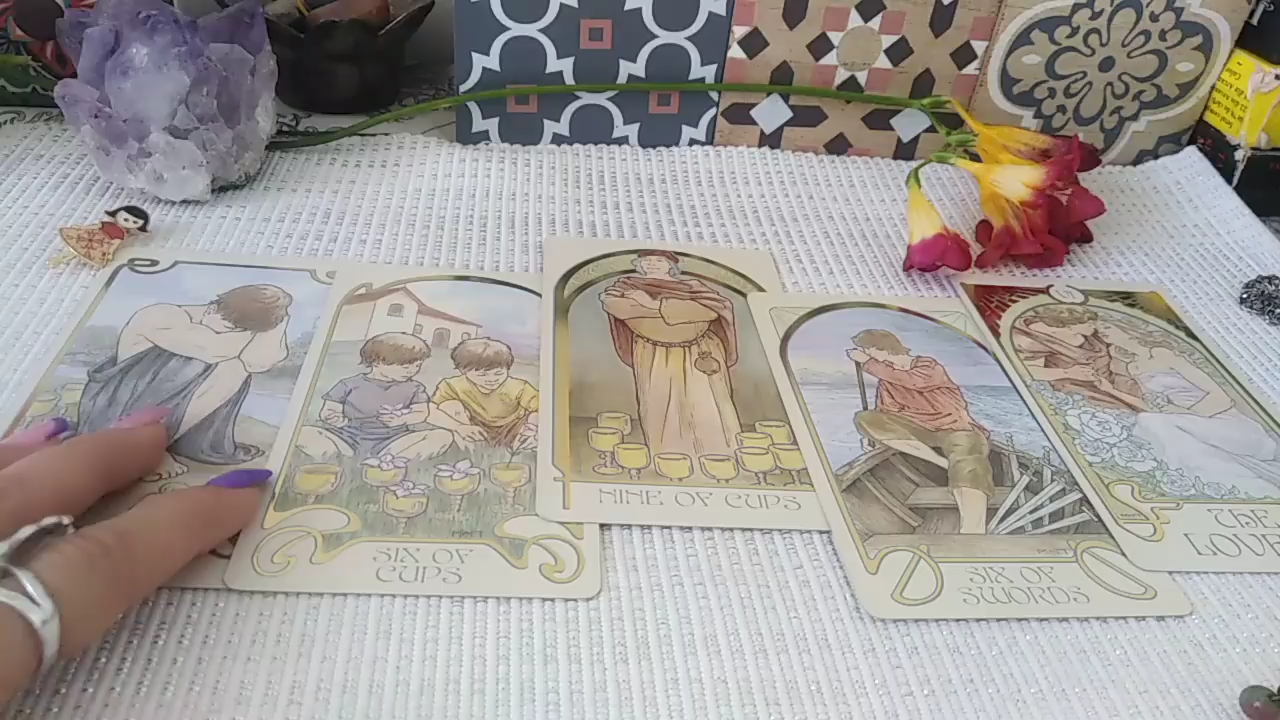 NINE OF CUPS
SIX OF
CUPS
SIX OF
SWORDS
THE
LOVE